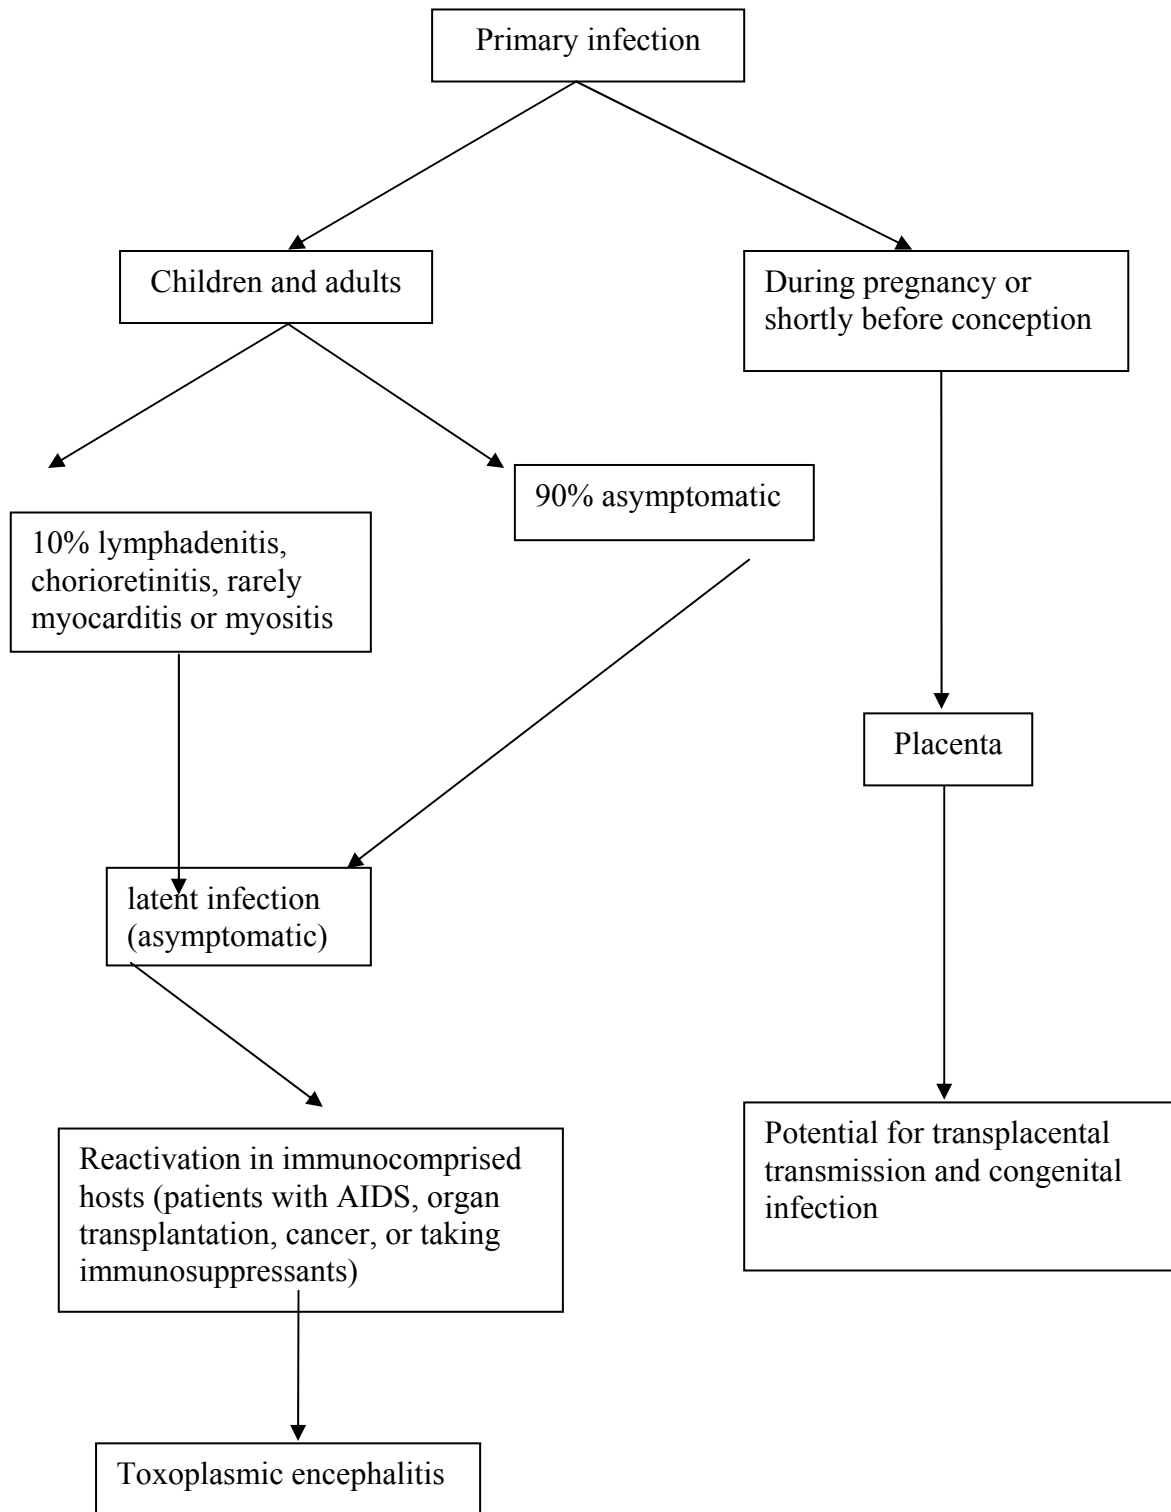 Primary infection
Children and adults
During pregnancy or
shortly before conception
90% asymptomatic
10% lymphadenitis,
chorioretinitis, rarely
myocarditis or myositis
Placenta
latent infection
(asymptomatic)
Reactivation in immunocomprised
hosts (patients with AIDS, organ
transplantation, cancer, or taking
immunosuppressants)
Potential for transplacental
transmission and congenital
infection
Toxoplasmic encephalitis